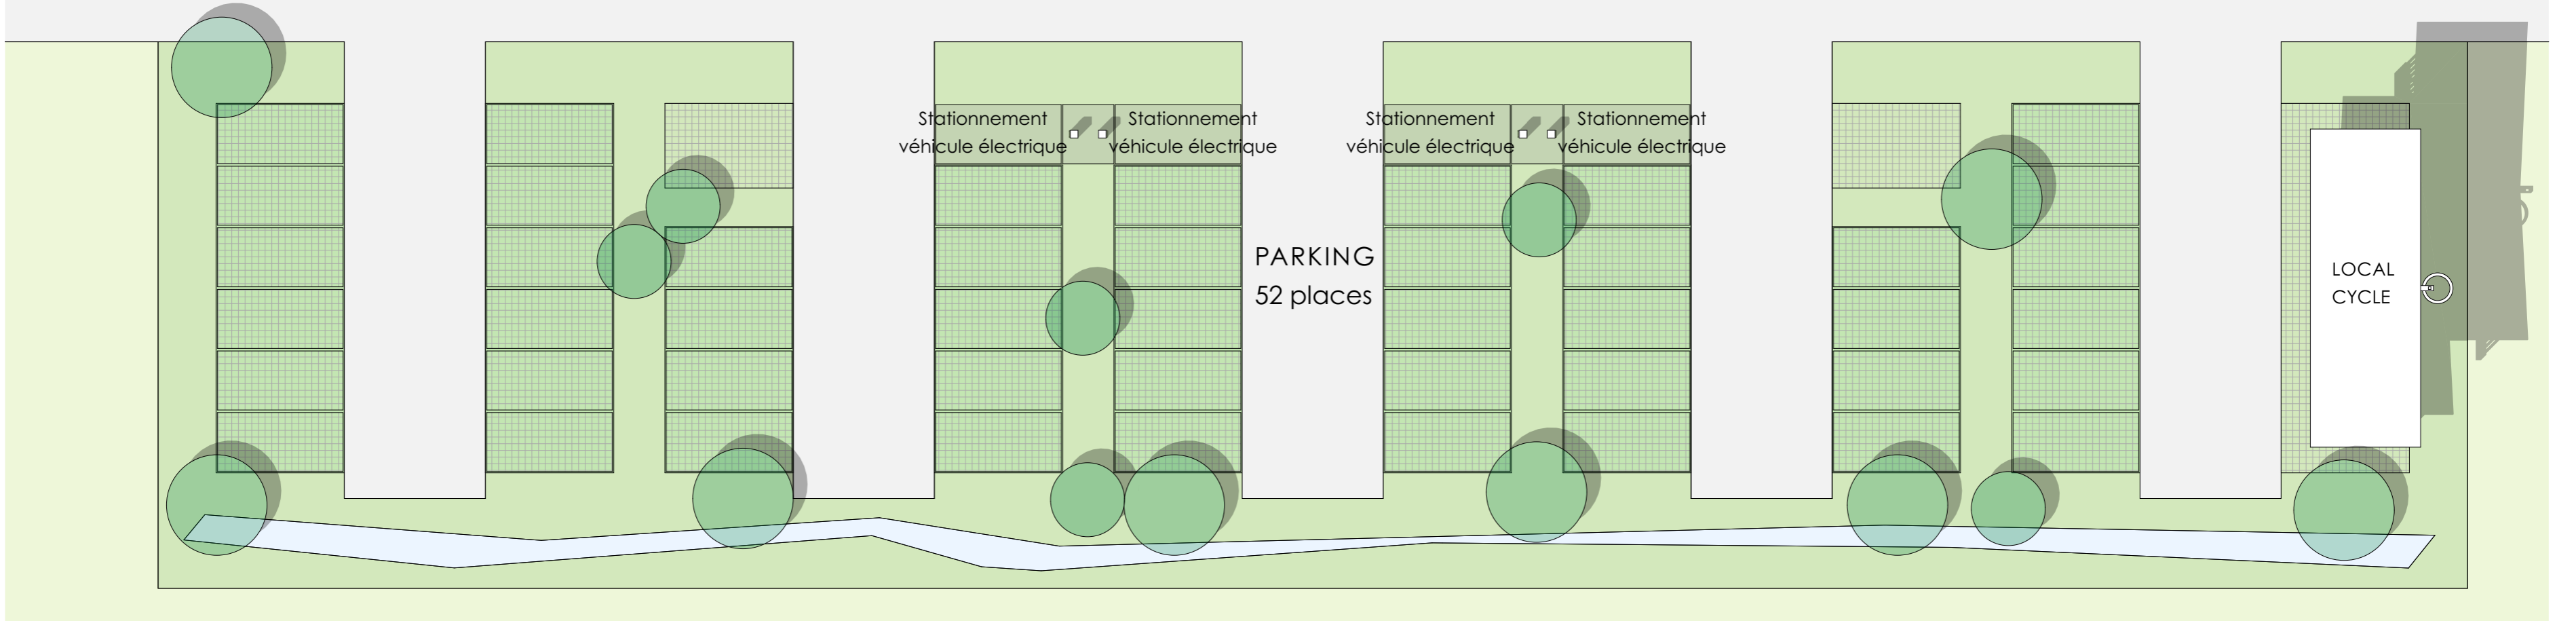 Stationnement
véhicule électrique
Stationnement
véhicule électrique
Stationnement
véhicule électrique
Stationnement
véhicule électrique
PARKING
52 places
LOCAL
CYCLE